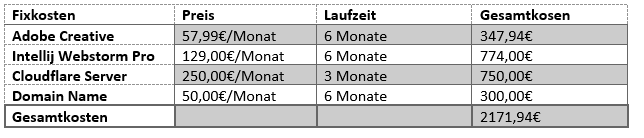 Fixkosten Preis Laufzeit Gesamtkosen
Adobe Creative 57,99€/Monat 6 Monate 347,94€
Intellij Webstorm Pro 129,00€/Monat 6 Monate 774,00€
Cloudflare Server 250,00€/Monat 3 Monate 750,00€
Domain Name 50,00€/Monat 6 Monate 300,00€
Gesamtkosten 2171,94€